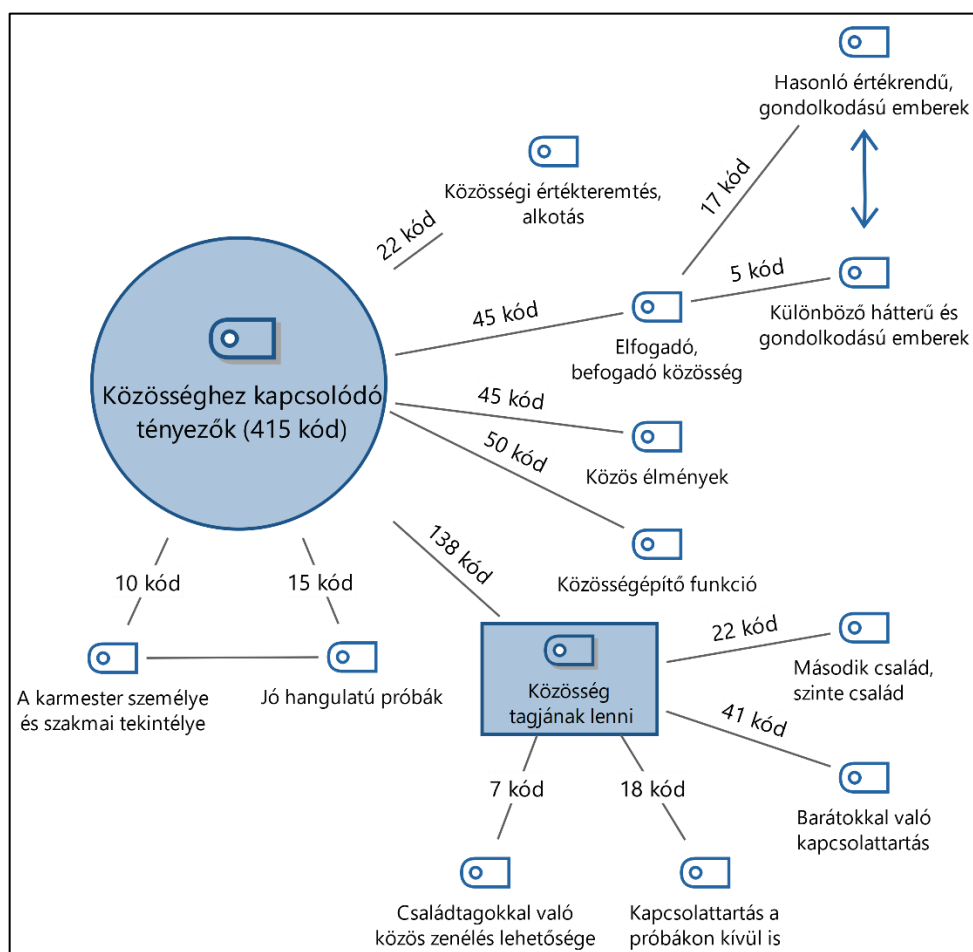 Hasonló értékrendű,
gondolkodású emberek
17 kód
Közösségi értékteremtés,
alkotás
22 kód
5 kód
Különböző hátterű és
gondolkodású emberek
45 kód
Elfogadó,
befogadó közösség
Közösséghez kapcsolódó
tényezők (415 kód)
45 kód
Közös élmények
50 kód
Közösségépítő funkció
138 kód
10 kód
15 kód
A karmester személye
és szakmai tekintélye
Jó hangulatú próbák
Közösség
tagjának lenni
22 kód
Második család,
szinte család
41 kód
Barátokkal való
kapcsolattartás
7 kód
18 kód
Családtagokkal való
közös zenélés lehetősége
Kapcsolattartás a
próbákon kívül is